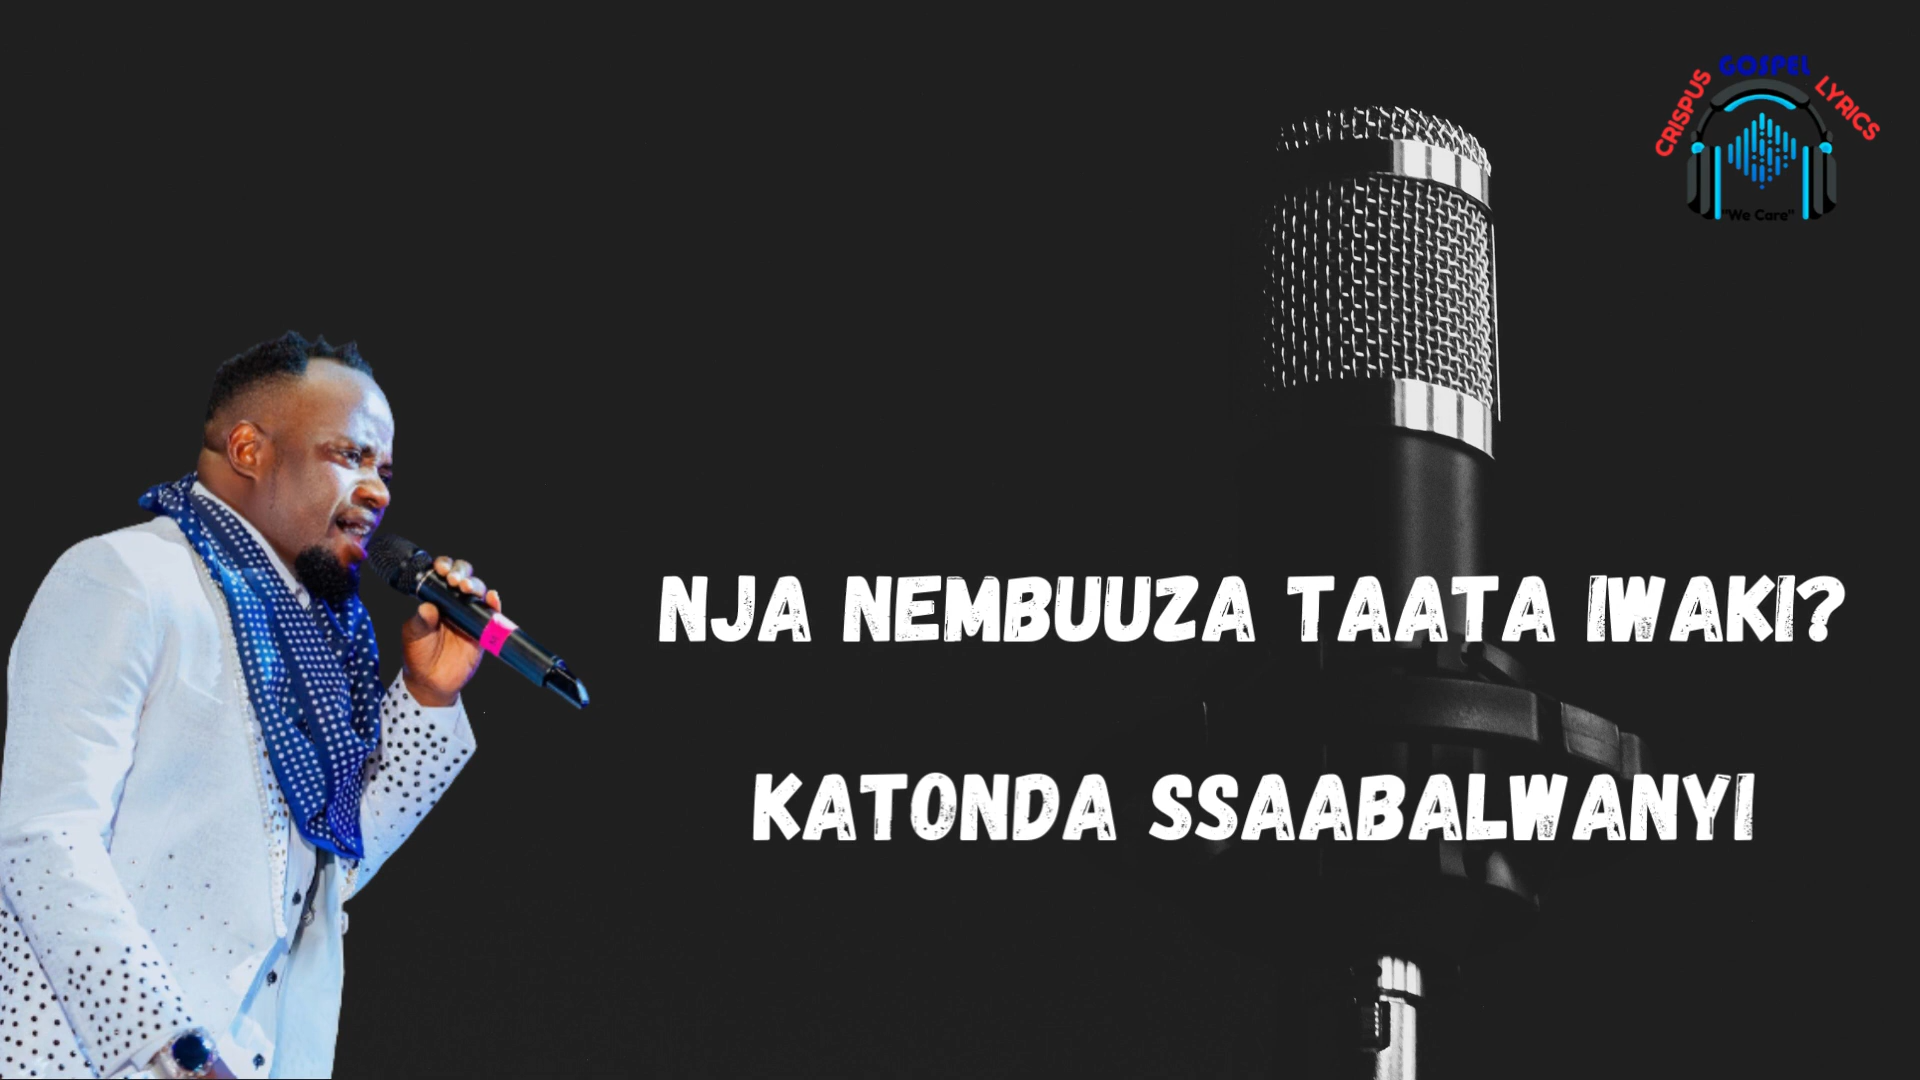 CRISPUS GOSPEL LYRICS
"We Care"
NJA NEMBUUZA TAATA IWAKI?
KATONDA SSAABALWANYI